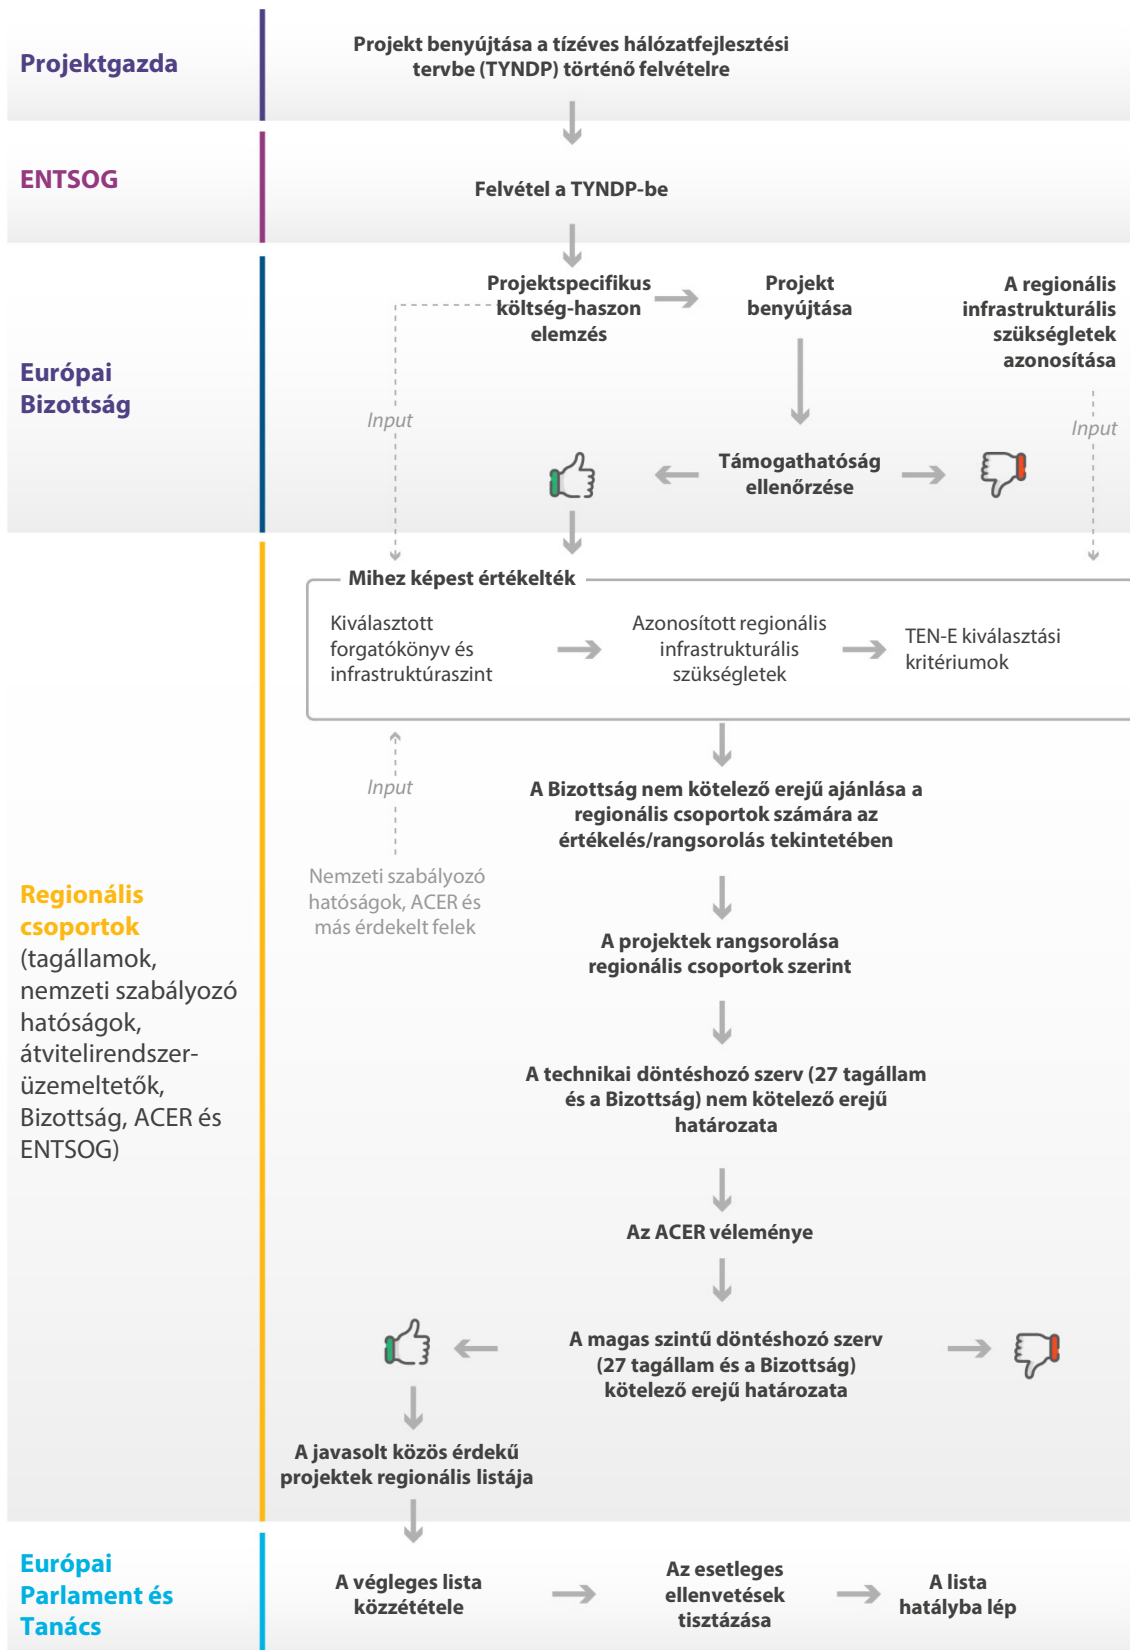 Projektgazda
Projekt benyújtása a tízéves hálózatfejlesztési
tervbe (TYNDP) történő felvételre
ENTSOG
Felvétel a TYNDP-be
Európai
Bizottság
Projektspecifikus
költség-haszon
elemzés
Projekt
benyújtása
A regionális
infrastrukturális
szükségletek
azonosítása
Input
Input
Támogathatóság
ellenőrzése
Regionális
csoportok
(tagállamok,
nemzeti szabályozó
hatóságok,
átvitelirendszer-
üzemeltetők,
Bizottság, ACER és
ENTSOG)
Mihez képest értékelték
Kiválasztott
forgatókönyv és
infrastruktúraszint
Azonosított regionális
infrastrukturális
szükségletek
TEN-E kiválasztási
kritériumok
Input
Nemzeti szabályozó
hatóságok, ACER és
más érdekelt felek
A Bizottság nem kötelező erejű ajánlása a
regionális csoportok számára az
értékelés/rangsorolás tekintetében
A projektek rangsorolása
regionális csoportok szerint
A technikai döntéshozó szerv (27 tagállam
és a Bizottság) nem kötelező erejű
határozata
Az ACER véleménye
A magas szintű döntéshozó szerv
(27 tagállam és a Bizottság)
kötelező erejű határozata
A javasolt közös érdekű
projektek regionális listája
Európai
Parlament és
Tanács
A végleges lista
közzététele
Az esetleges
ellenvetések
tisztázása
A lista
hatályba lép